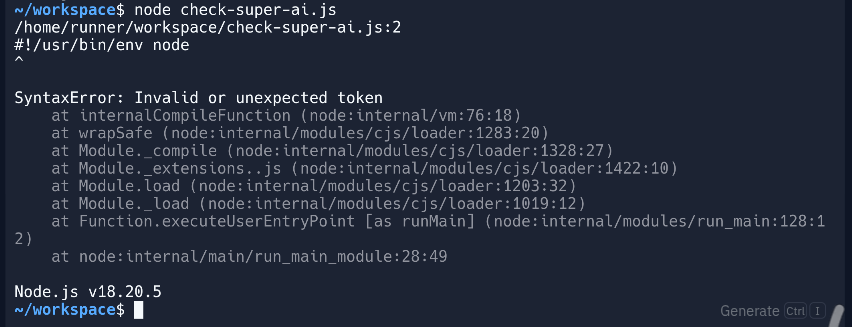 ~/workspace$ node check-super-ai.js
/home/runner/workspace/check-super-ai.js:2
#!/usr/bin/env node
^
SyntaxError: Invalid or unexpected token
    at internalCompileFunction (node:internal/vm:76:18)
    at wrapSafe (node:internal/modules/cjs/loader:1283:20)
    at Module._compile (node:internal/modules/cjs/loader:1328:27)
    at Module._extensions..js (node:internal/modules/cjs/loader:1422:10)
    at Module.load (node:internal/modules/cjs/loader:1203:32)
    at Module._load (node:internal/modules/cjs/loader:1019:12)
    at Function.executeUserEntryPoint [as runMain] (node:internal/modules/run_main:128:1
2)
    at node:internal/main/run_main_module:28:49
Node.js v18.20.5
~/workspace$
Generate Ctrl I